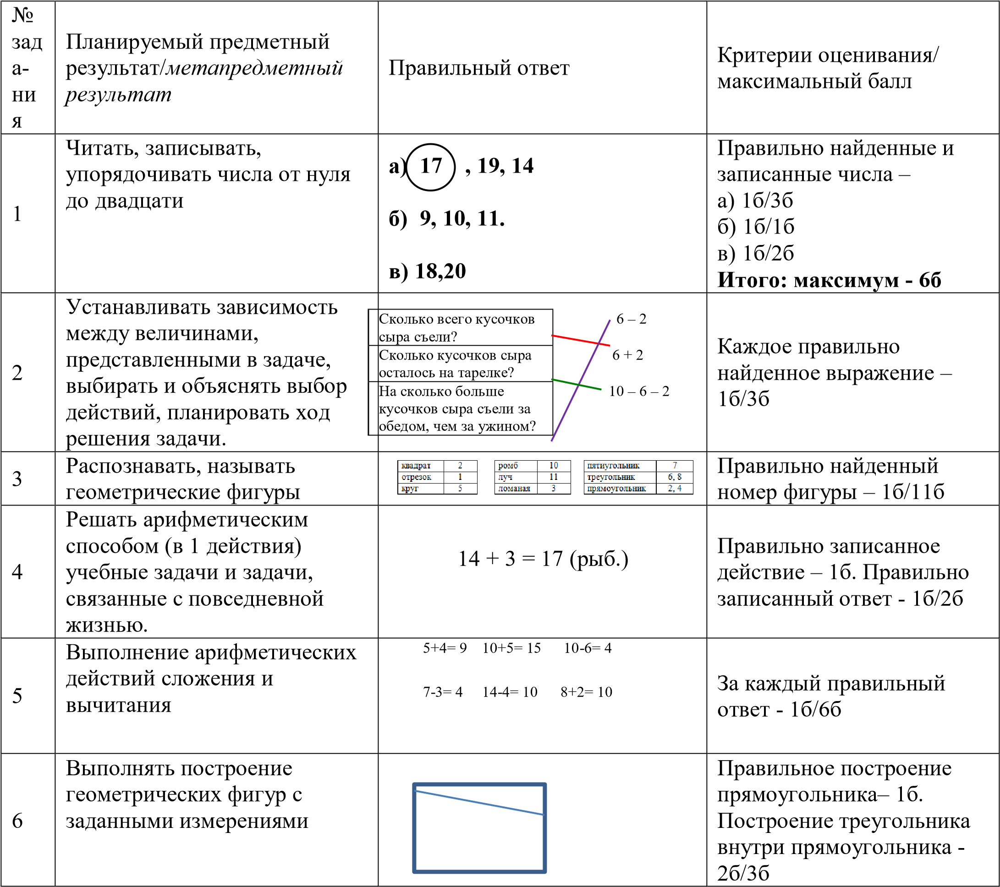 №
зад
а-
ни
я
Планируемый предметный
результат/метапредметный
результат
Правильный ответ
Критерии оценивания/
максимальный балл
1
Читать, записывать,
упорядочивать числа от нуля
до двадцати
а) 17 , 19, 14
б) 9, 10, 11.
в) 18,20
Правильно найденные и
записанные числа –
а) 1б/3б
б) 1б/1б
в) 1б/2б
Итого: максимум - 6б
2
Устанавливать зависимость
между величинами,
представленными в задаче,
выбирать и объяснять выбор
действий, планировать ход
решения задачи.
Сколько всего кусочков
сыра съели?
Сколько кусочков сыра
осталось на тарелке?
На сколько больше
кусочков сыра съели за
обедом, чем за ужином?
6 – 2
6 + 2
10 – 6 – 2
Каждое правильно
найденное выражение –
1б/3б
3
Распознавать, называть
геометрические фигуры
квадрат 2
отрезок 1
круг 5
ромб 10
луч 11
ломаная 3
пятиугольник 7
треугольник 6, 8
прямоугольник 2, 4
Правильно найденный
номер фигуры – 1б/11б
4
Решать арифметическим
способом (в 1 действия)
учебные задачи и задачи,
связанные с повседневной
жизнью.
14 + 3 = 17 (рыб.)
Правильно записанное
действие – 1б. Правильно
записанный ответ - 1б/2б
5
Выполнение арифметических
действий сложения и
вычитания
5+4= 9 10+5= 15 10-6= 4
7-3= 4 14-4= 10 8+2= 10
За каждый правильный
ответ - 1б/6б
6
Выполнять построение
геометрических фигур с
заданными измерениями
Правильное построение
прямоугольника– 1б.
Построение треугольника
внутри прямоугольника -
2б/3б